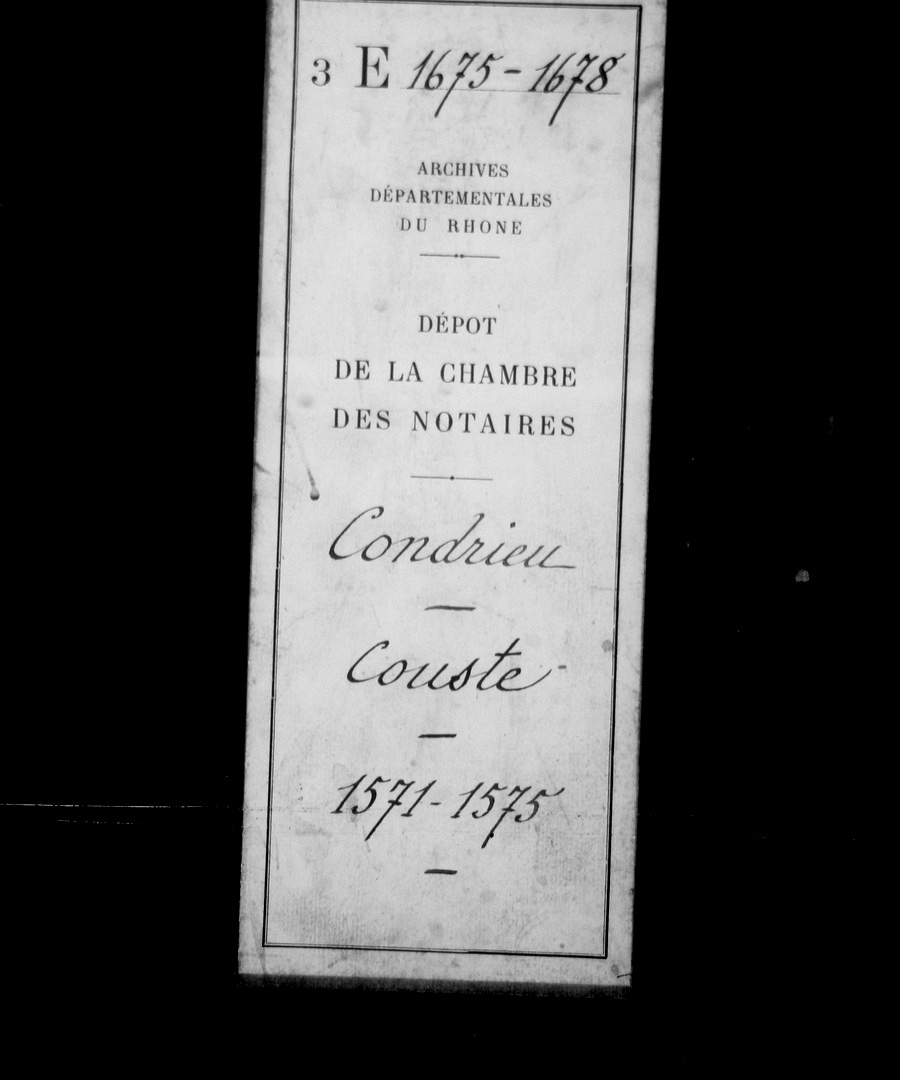 3 E 1675 - 1678
ARCHIVES
DÉPARTEMENTALES
DU RHONE
DÉPOT
DE LA CHAMBRE
DES NOTAIRES
Condrieu
Couste
1571 - 1575